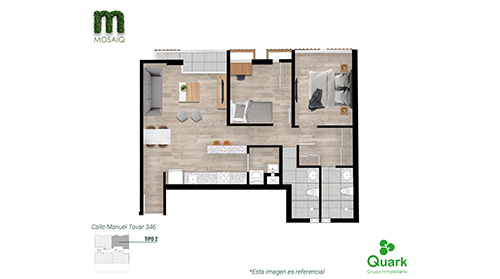 m
MOSAIQ
Calle Manuel Tovar 346
TIPO 2
*Esta imagen es referencial
Quark
Grupo Inmobiliario